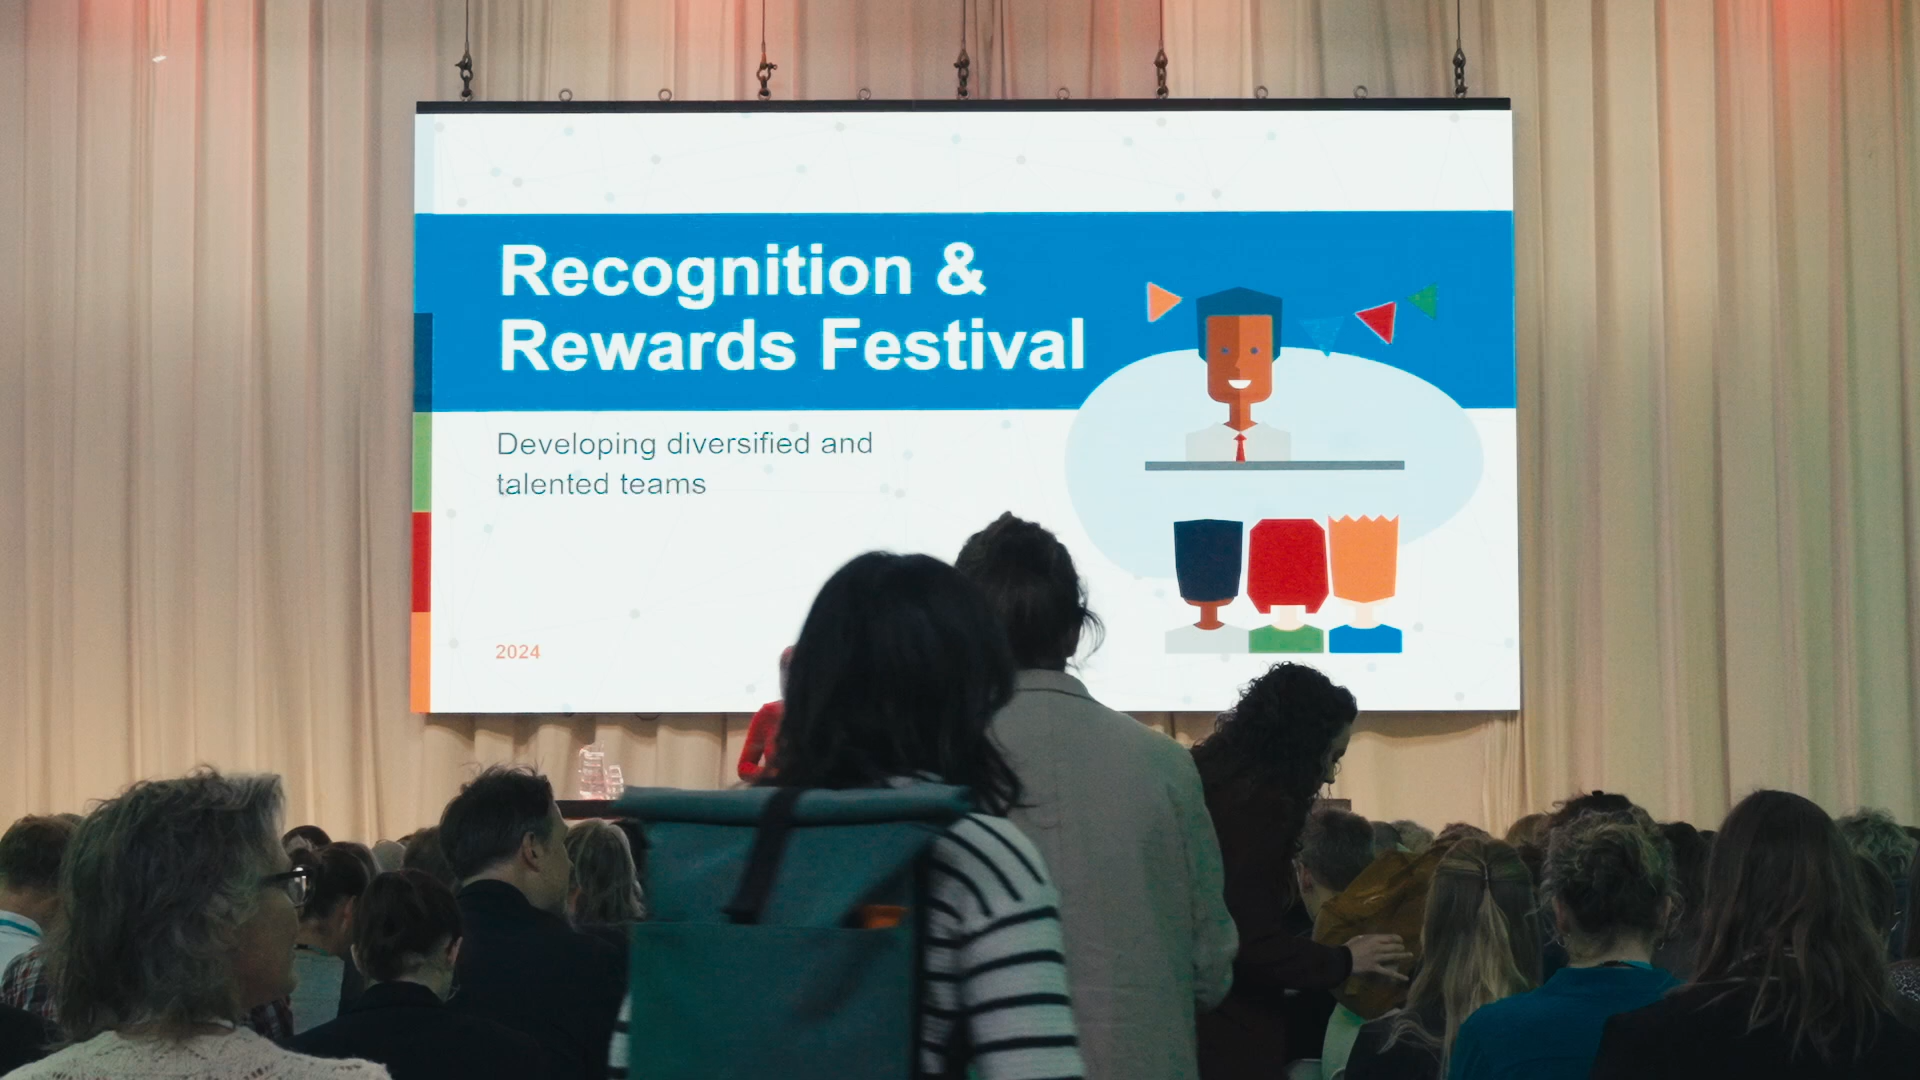 Recognition &
Rewards Festival
Developing diversified and
talented teams
2024